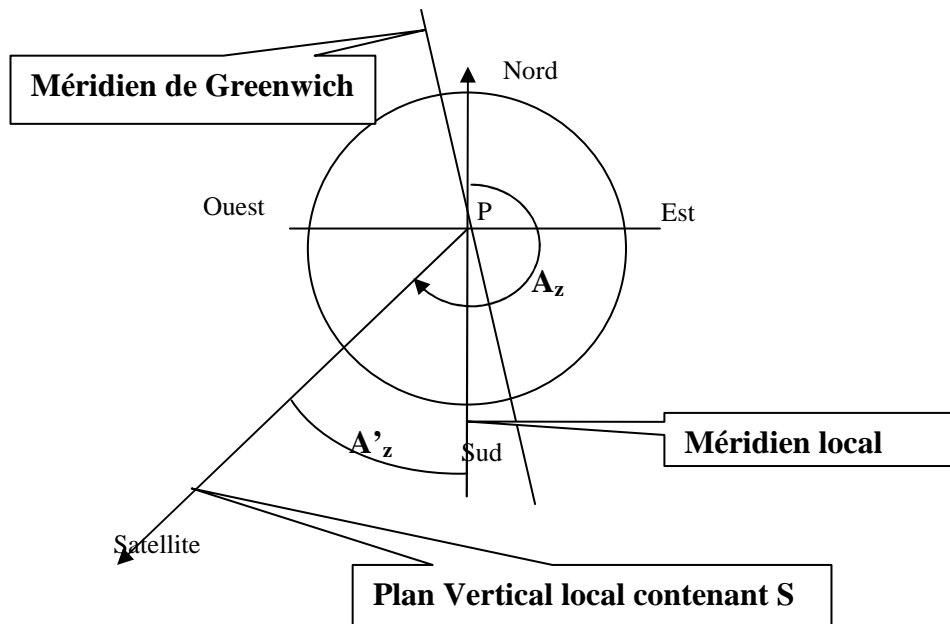 Nord
Méridien de Greenwich
Ouest
P
Est
Az
A'z
Sud
Méridien local
Satellite
Plan Vertical local contenant S